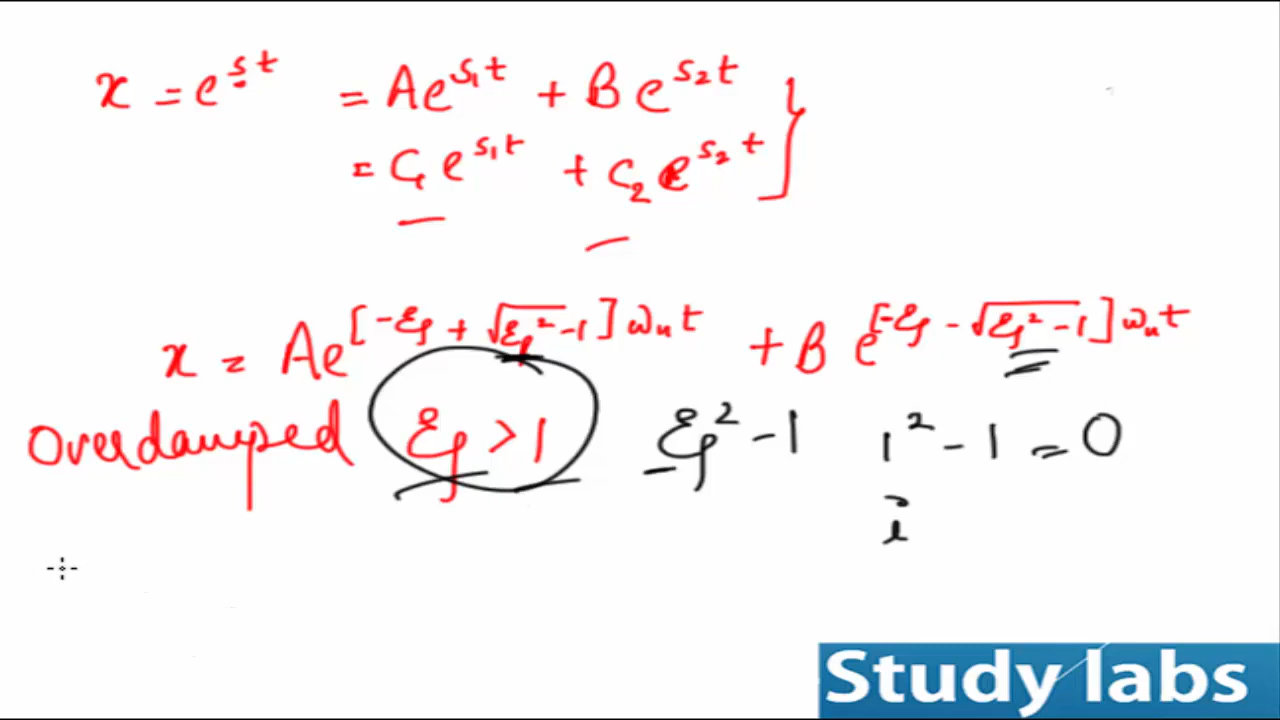 x = e^{st} = Ae^{s₁t} + Be^{s₂t}
= C₁e^{s₁t} + C₂e^{s₂t}
x = Ae^{[-ξ + √(ξ²-1)]ωₙt} + Be^{[-ξ - √(ξ²-1)]ωₙt}
Overdamped ξ > 1 ξ² - 1 1² - 1 = 0
i
Study labs